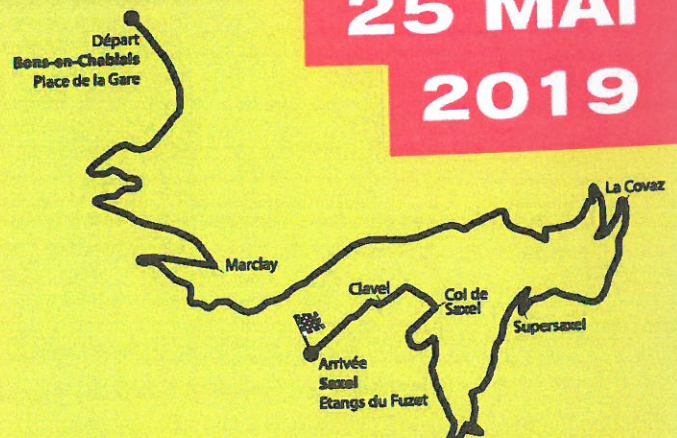 25 MAI
2019
Départ
Bons-en-Chablais
Place de la Gare
La Covaz
Marclay
Clavel
Col de
Saxel
Supersaxel
Arrivée
Saxel
Etangs du Fuzet